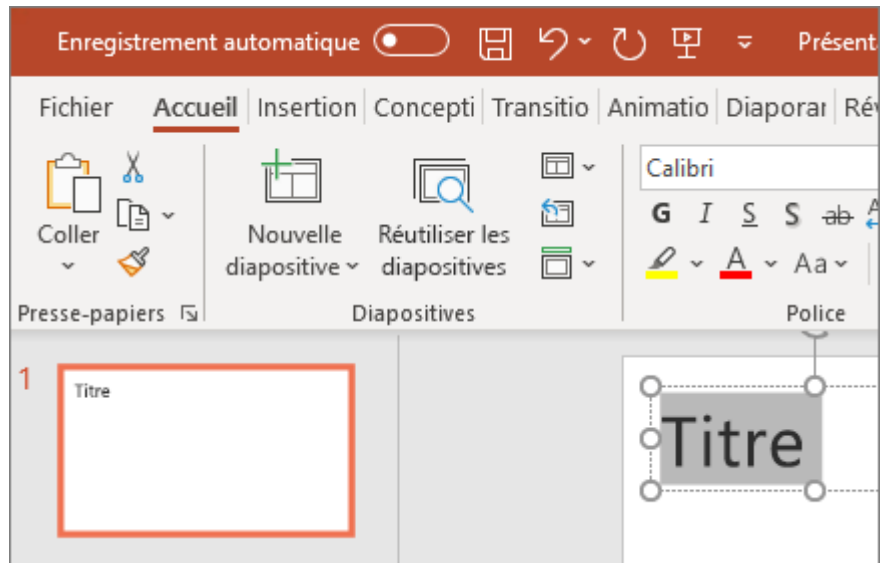 Enregistrement automatique Présent
Fichier Accueil Insertion Concepti Transitio Animatio Diaporar Rév
Calibri
G I S S ab A
Coller Nouvelle Réutiliser les
diapositive diapositives A Aa
Presse-papiers Diapositives Police
1
Titre
Titre